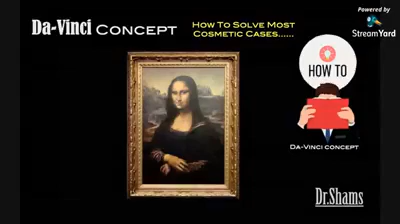 Da-Vinci Concept
How To Solve Most
Cosmetic Cases......
Powered by
StreamYard
HOW TO
Da-Vinci concept
Dr.Shams